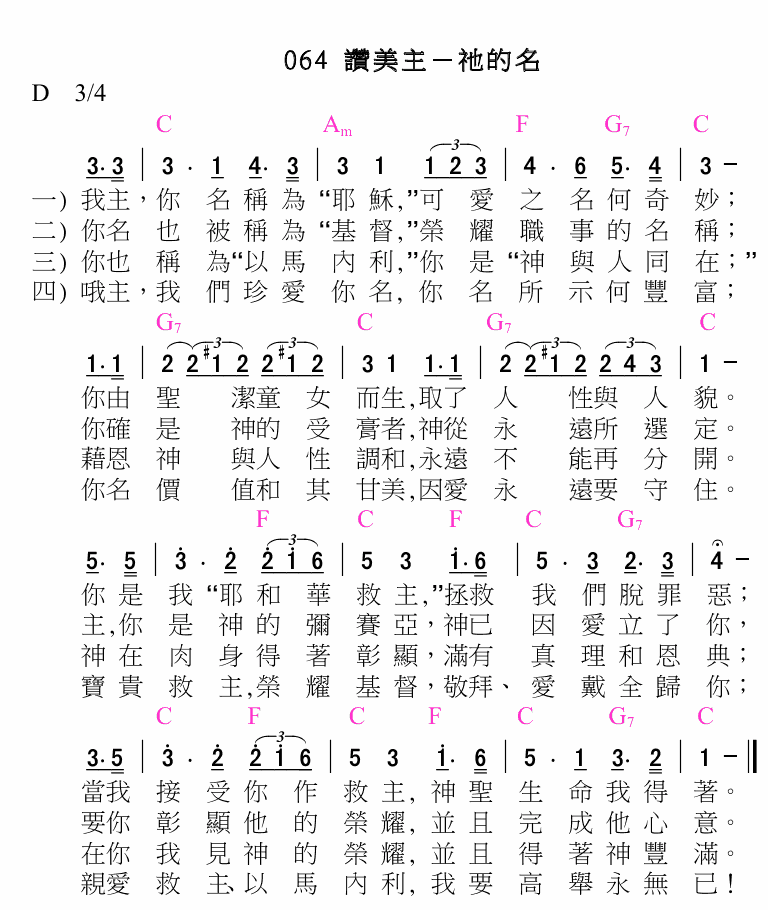 064 讚美主－祂的名
D 3/4
C Am F G7 C
3. 3 | 3 . 1 4. 3 | 3 1 1 2 3 | 4 . 6 5. 4 | 3 －
一) 我主，你名稱為“耶穌,”可愛之名何奇妙；
二) 你名也被稱為“基督,”榮耀職事的名稱；
三) 你也稱為“以馬內利,”你是“神與人同在；”
四) 哦主，我們珍愛你名, 你名所示何豐富；
G7 C G7 C
1. 1 | 2 2 #1 2 2 #1 2 | 3 1 1. 1 | 2 2 #1 2 2 4 3 | 1 －
你由聖潔童女而生,取了人性與人貌。
你確是神的受膏者,神從永遠所選定。
藉恩神與人性調和,永遠不能再分開。
你名價值和其甘美,因愛永遠要守住。
F C F C G7
5. 5 | 3 . 2 2 1 6 | 5 3 1. 6 | 5 . 3 2. 3 | 4 －
你是我“耶和華救主,”拯救我們脫罪惡；
主,你是神的彌賽亞，神已因愛立了你，
神在肉身得著彰顯，滿有真理和恩典；
寶貴救主,榮耀基督，敬拜、愛戴全歸你；
C F C F C G7 C
3. 5 | 3 . 2 2 1 6 | 5 3 1. 6 | 5 . 1 3. 2 | 1 －
當我接受你作救主, 神聖生命我得著。
要你彰顯他的榮耀, 並且完成他心意。
在你我見神的榮耀, 並且得著神豐滿。
親愛救主、以馬內利, 我要高舉永無已！